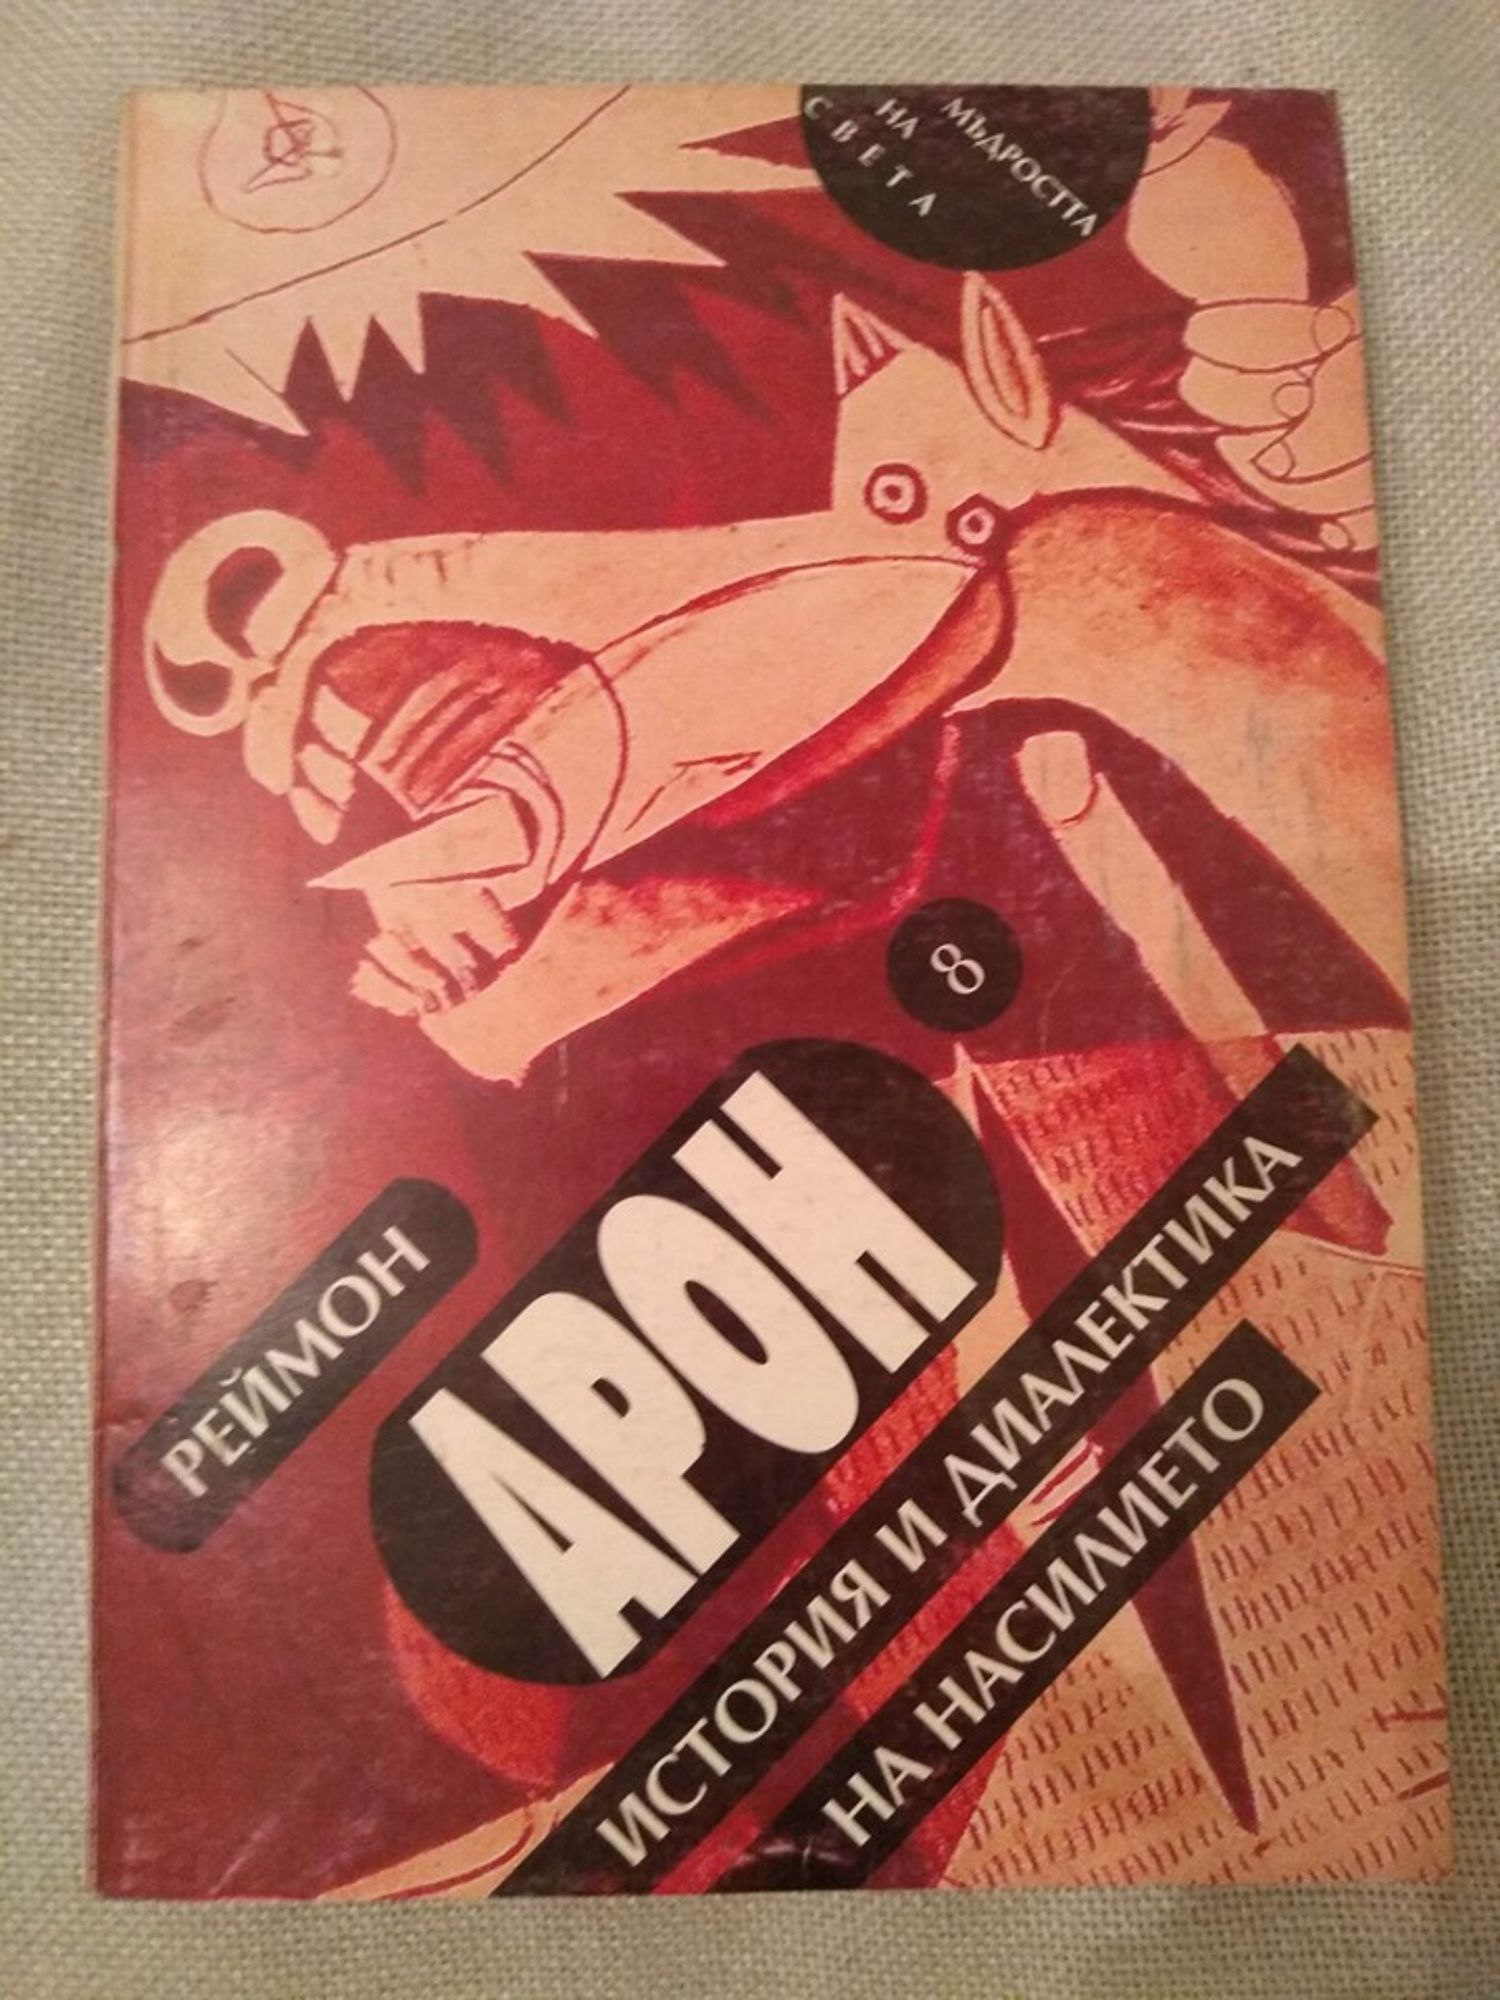 МЪДРОСТТА
НА
СВЕТА
8
РЕЙМОН
АРОН
ИСТОРИЯ И ДИАЛЕКТИКА
НА НАСИЛИЕТО